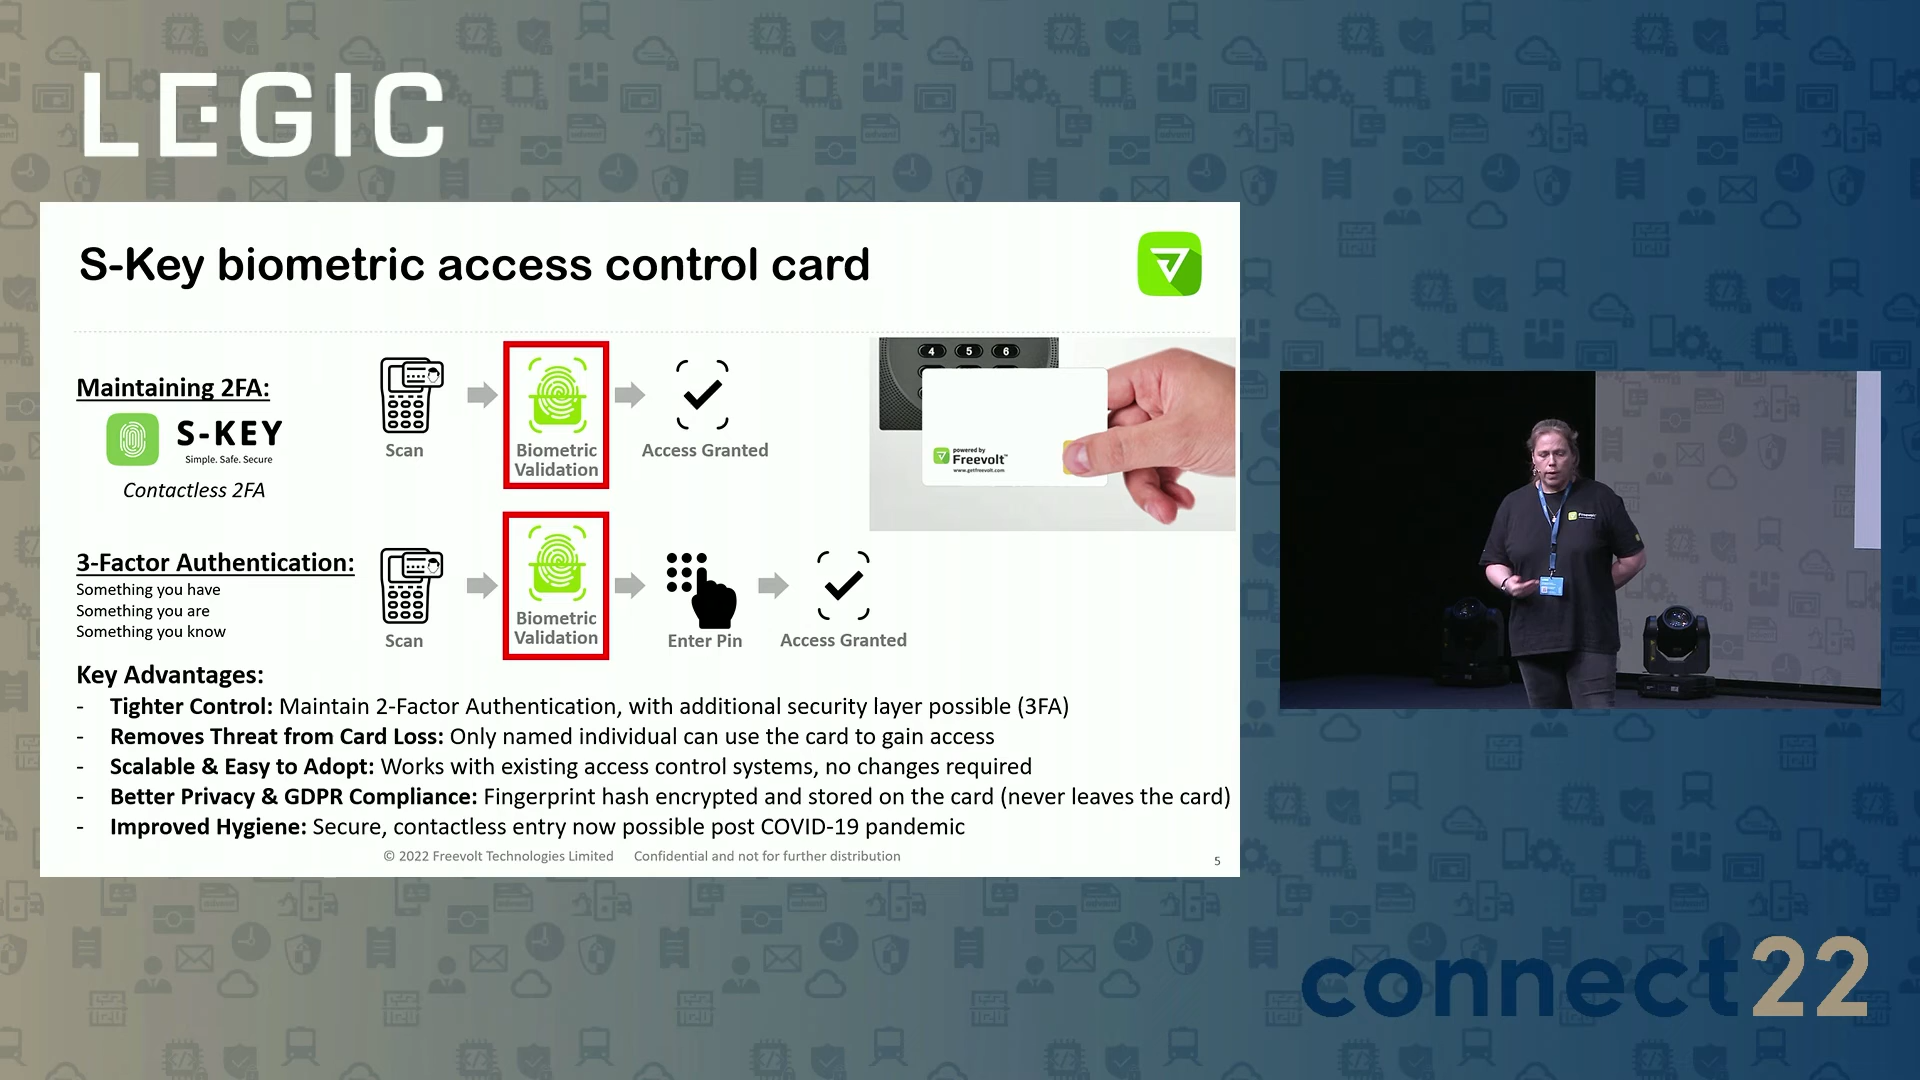 LEGIC
S-Key biometric access control card
Maintaining 2FA:
S-KEY
Simple. Safe. Secure
Contactless 2FA
Scan
Biometric
Validation
Access Granted
4 5 6
powered by
Freevolt™
www.getfreevolt.com
3-Factor Authentication:
Something you have
Something you are
Something you know
Scan
Biometric
Validation
Enter Pin
Access Granted
Key Advantages:
- Tighter Control: Maintain 2-Factor Authentication, with additional security layer possible (3FA)
- Removes Threat from Card Loss: Only named individual can use the card to gain access
- Scalable & Easy to Adopt: Works with existing access control systems, no changes required
- Better Privacy & GDPR Compliance: Fingerprint hash encrypted and stored on the card (never leaves the card)
- Improved Hygiene: Secure, contactless entry now possible post COVID-19 pandemic
© 2022 Freevolt Technologies Limited Confidential and not for further distribution
5
Freevolt
connect22